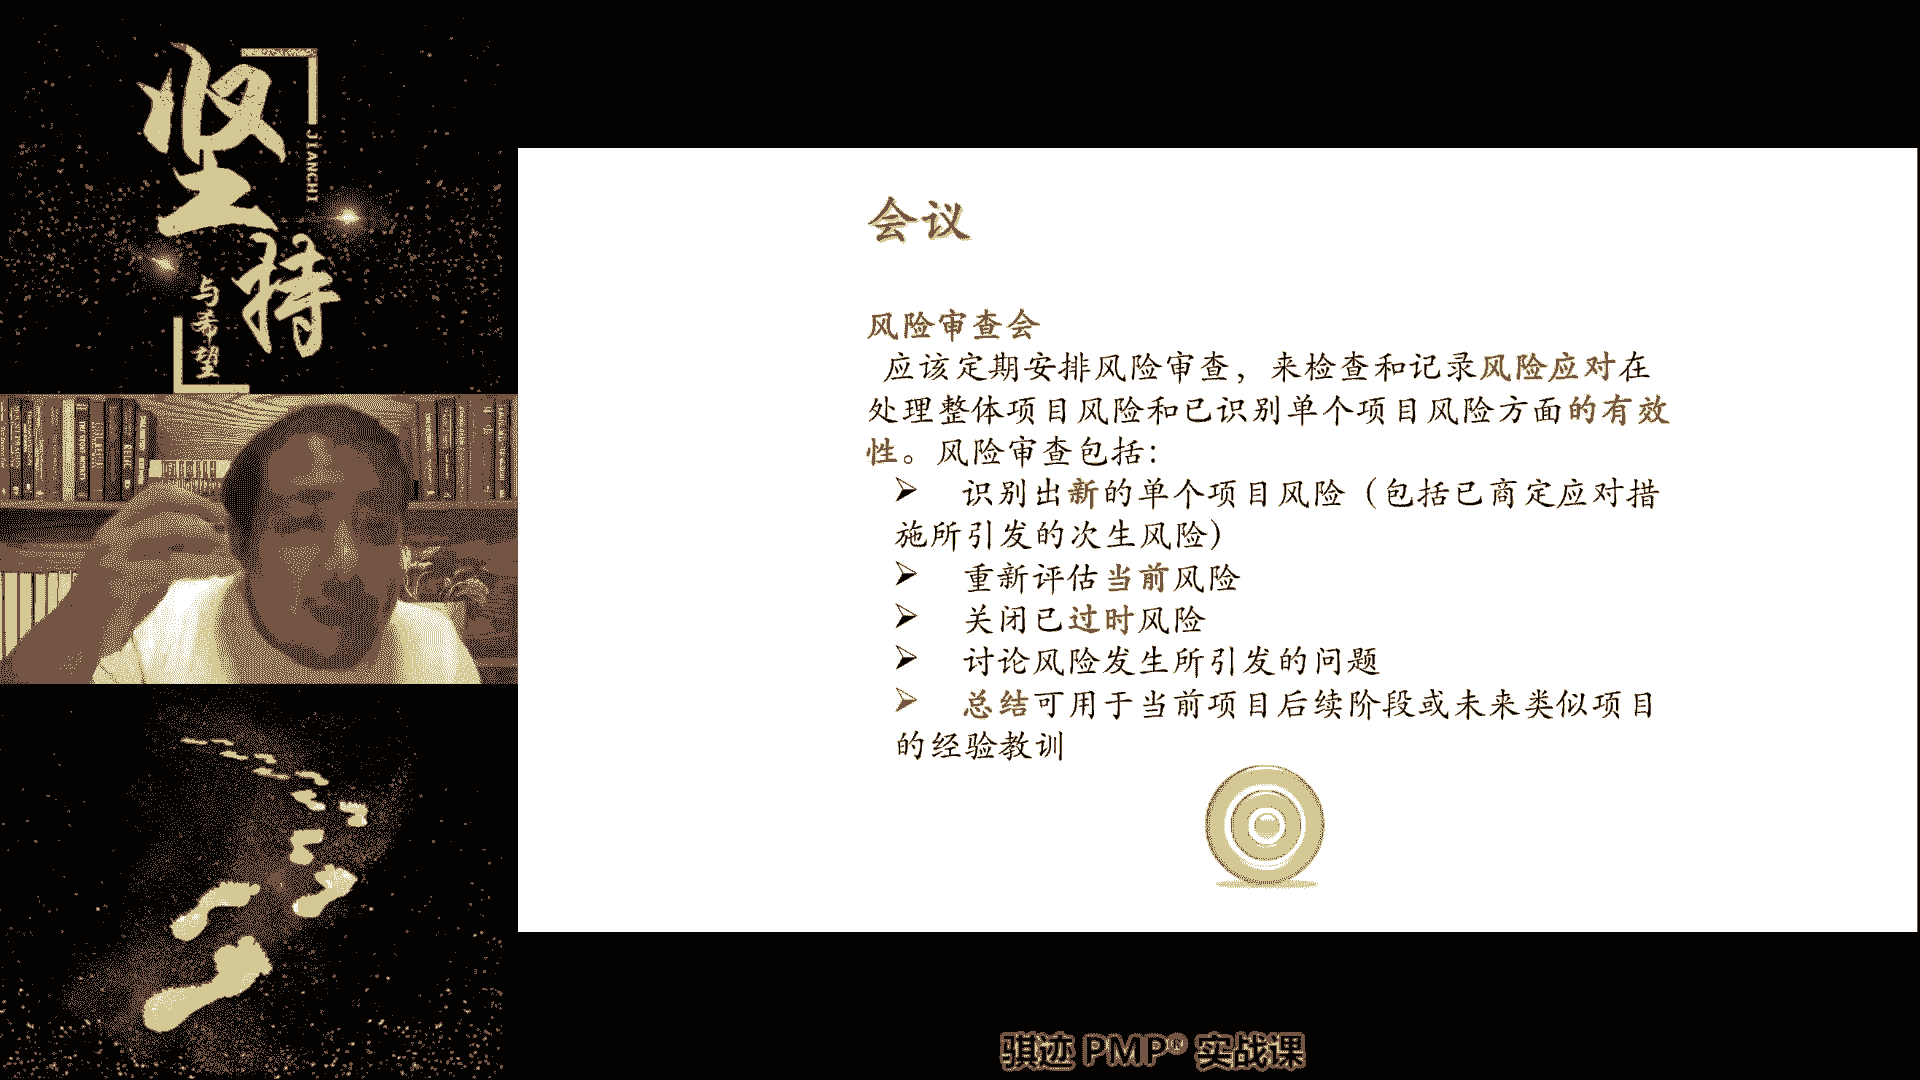 坚持
JIANCHI
与希望
会议
风险审查会
应该定期安排风险审查，来检查和记录风险应对在
处理整体项目风险和已识别单个项目风险方面的有效
性。风险审查包括：
➢ 识别出新的单个项目风险（包括已商定应对措
施所引发的次生风险）
➢ 重新评估当前风险
➢ 关闭已过时风险
➢ 讨论风险发生所引发的问题
➢ 总结可用于当前项目后续阶段或未来类似项目
的经验教训
骐迹 PMP® 实战课